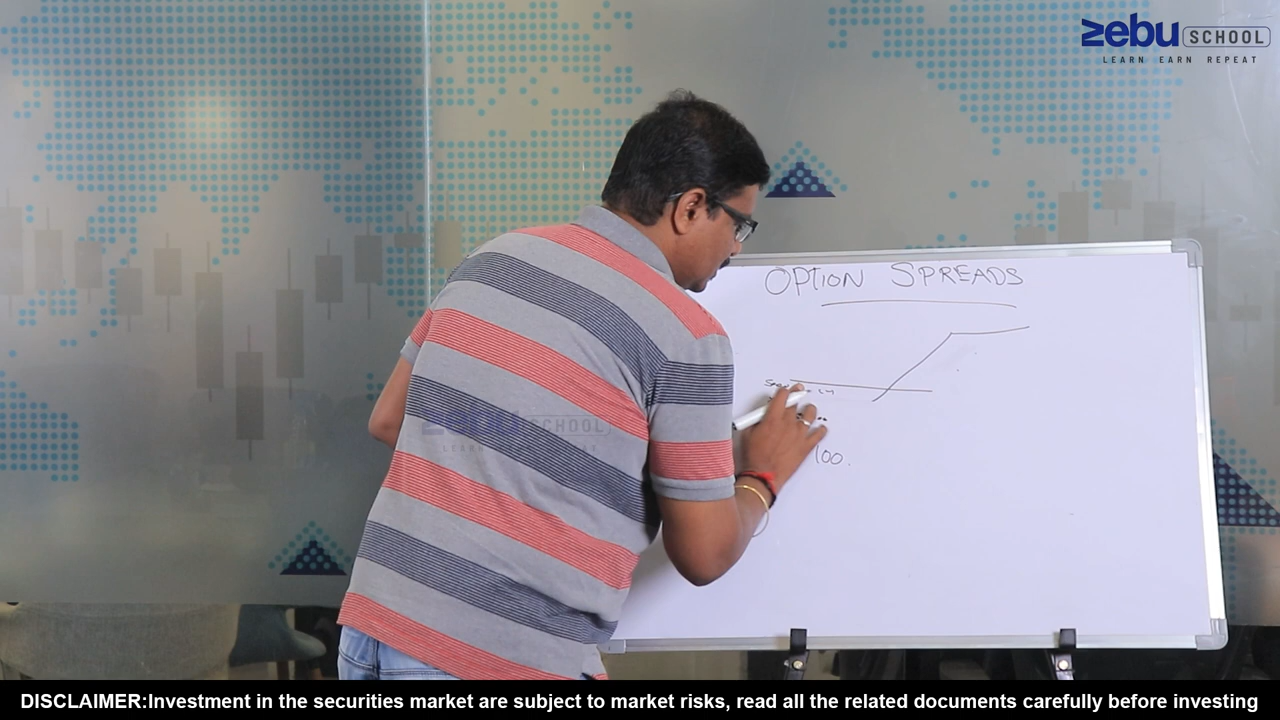 zebu SCHOOL
LEARN EARN REPEAT
OPTION SPREADS
100.
DISCLAIMER:Investment in the securities market are subject to market risks, read all the related documents carefully before investing